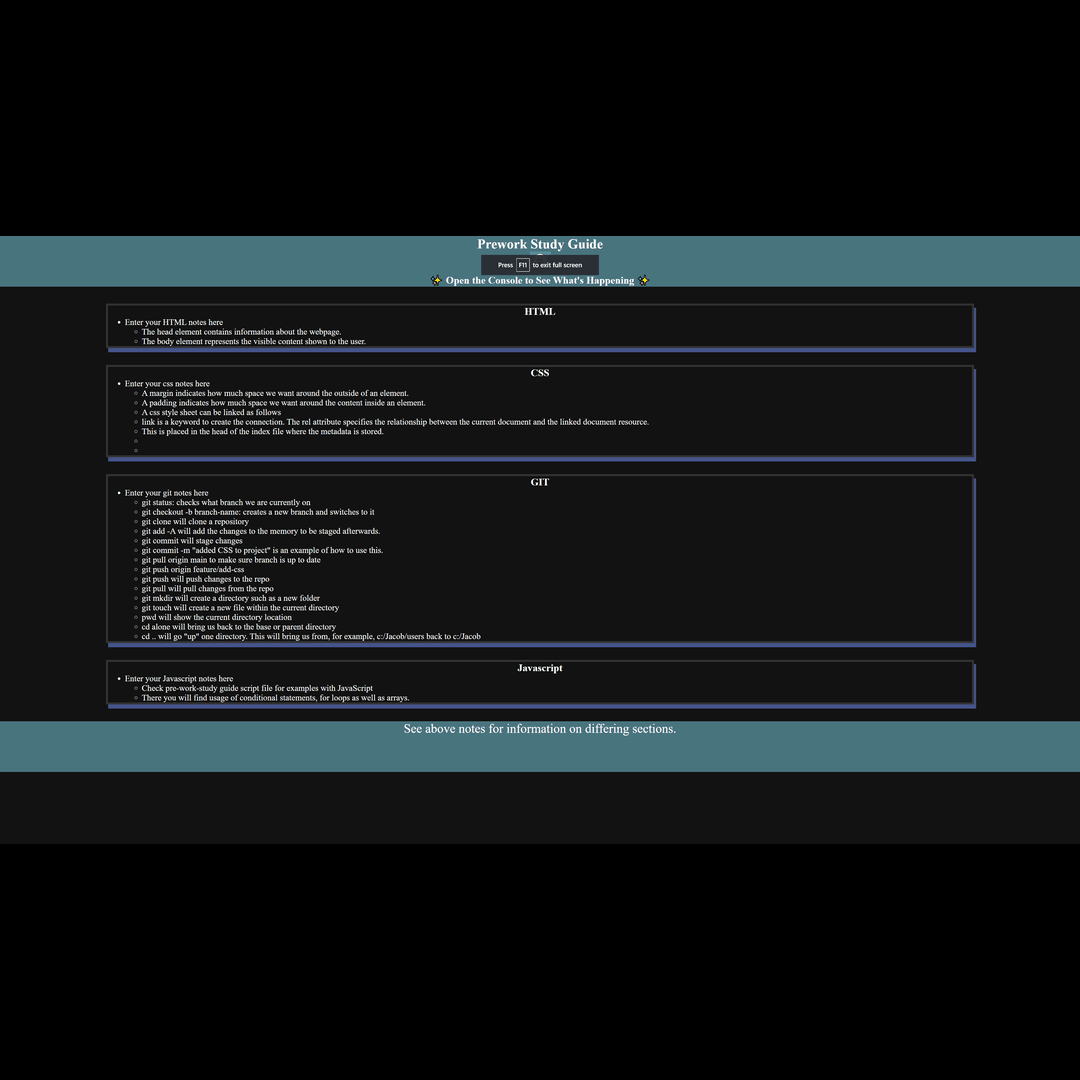 Prework Study Guide
Press F11 to exit full screen
✨ Open the Console to See What's Happening ✨
HTML
Enter your HTML notes here
The head element contains information about the webpage.
The body element represents the visible content shown to the user.
CSS
Enter your css notes here
A margin indicates how much space we want around the outside of an element.
A padding indicates how much space we want around the content inside an element.
A css style sheet can be linked as follows
link is a keyword to create the connection. The rel attribute specifies the relationship between the current document and the linked document resource.
This is placed in the head of the index file where the metadata is stored.
GIT
Enter your git notes here
git status: checks what branch we are currently on
git checkout -b branch-name: creates a new branch and switches to it
git clone will clone a repository
git add -A will add the changes to the memory to be staged afterwards.
git commit will stage changes
git commit -m "added CSS to project" is an example of how to use this.
git pull origin main to make sure branch is up to date
git push origin feature/add-css
git push will push changes to the repo
git pull will pull changes from the repo
git mkdir will create a directory such as a new folder
git touch will create a new file within the current directory
pwd will show the current directory location
cd alone will bring us back to the base or parent directory
cd .. will go "up" one directory. This will bring us from, for example, c:/Jacob/users back to c:/Jacob
Javascript
Enter your Javascript notes here
Check pre-work-study guide script file for examples with JavaScript
There you will find usage of conditional statements, for loops as well as arrays.
See above notes for information on differing sections.